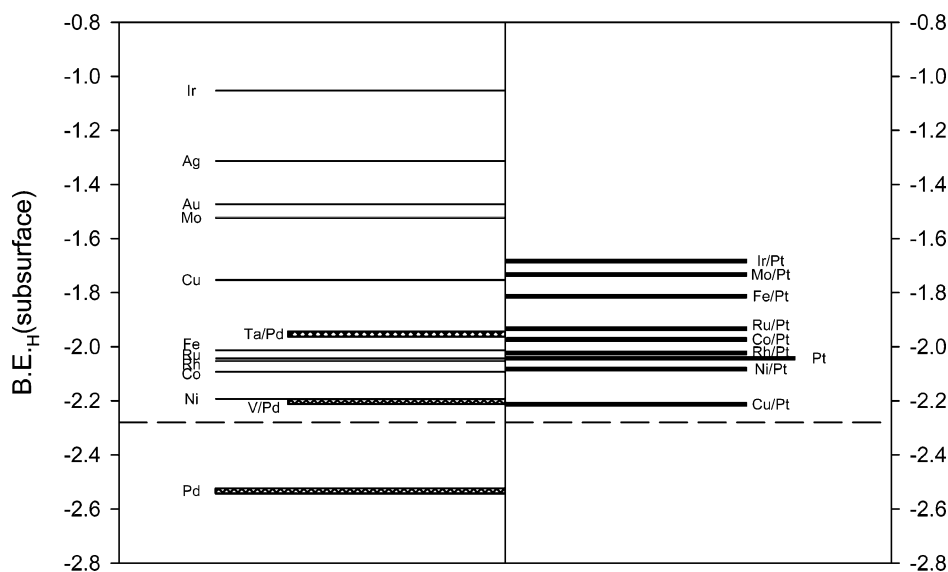 -0.8
-1.0
-1.2
-1.4
-1.6
-1.8
-2.0
-2.2
-2.4
-2.6
-2.8
B.E.H(subsurface)
Ir
Ag
Au
Mo
Cu
Ta/Pd
Fe
Ru
Rh
Co
Ni
V/Pd
Pd
Ir/Pt
Mo/Pt
Fe/Pt
Ru/Pt
Co/Pt
Rh/Pt
Pt
Ni/Pt
Cu/Pt
-0.8
-1.0
-1.2
-1.4
-1.6
-1.8
-2.0
-2.2
-2.4
-2.6
-2.8